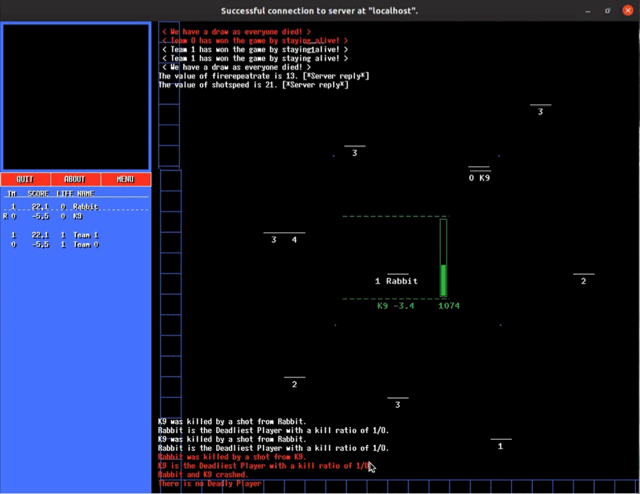 Successful connection to server at "localhost".
< We have a draw as everyone died! >
< Team 0 has won the game by staying alive! >
< Team 1 has won the game by staying alive! >
< Team 1 has won the game by staying alive! >
< We have a draw as everyone died! >
The value of firerepeatrate is 13. [*Server reply*]
The value of shotspeed is 21. [*Server reply*]
3
3
0 K9
QUIT ABOUT MENU
TM SCORE LIFE NAME
1 22,1 0 Rabbit
R 0 -5,5 0 K9
1 22,1 1 Team 1
0 -5,5 1 Team 0
3 4
1 Rabbit
2
K9 -3.4 1074
2
3
1
K9 was killed by a shot from Rabbit.
Rabbit is the Deadliest Player with a kill ratio of 1/0.
K9 was killed by a shot from Rabbit.
Rabbit is the Deadliest Player with a kill ratio of 1/0.
Rabbit was killed by a shot from K9.
K9 is the Deadliest Player with a kill ratio of 1/0.
Rabbit and K9 crashed.
There is no Deadly Player